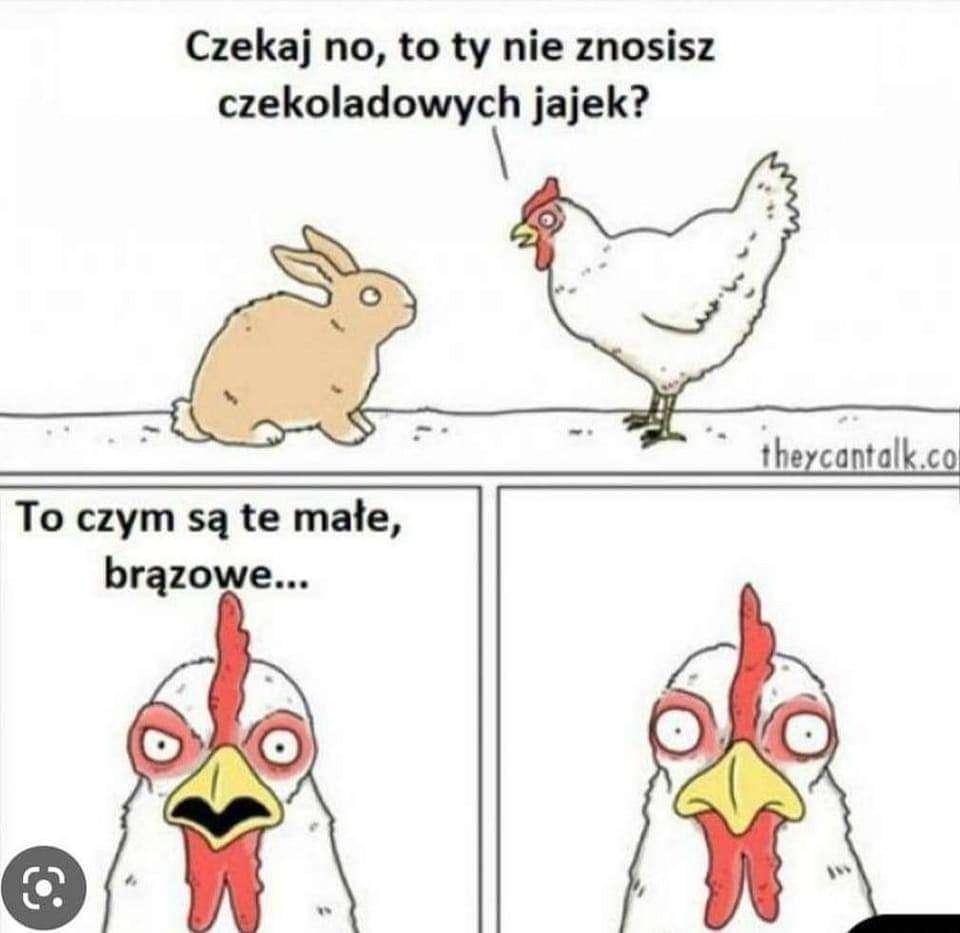 Czekaj no, to ty nie znosisz
czekoladowych jajek?
theycantalk.co
To czym są te małe,
brązowe...